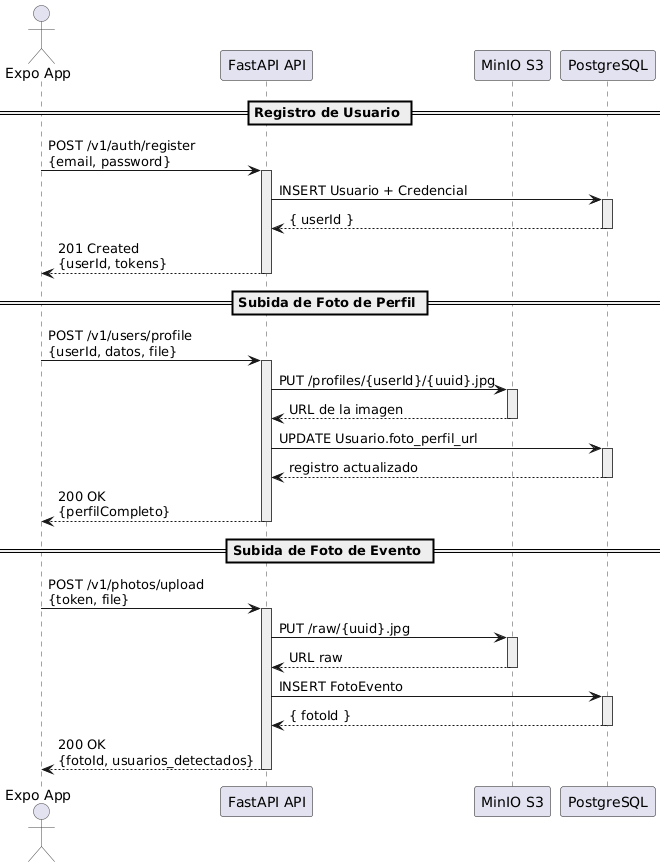 Expo App
FastAPI API
MinIO S3
PostgreSQL
Registro de Usuario
POST /v1/auth/register
{email, password}
INSERT Usuario + Credencial
{ userId }
201 Created
{userId, tokens}
Subida de Foto de Perfil
POST /v1/users/profile
{userId, datos, file}
PUT /profiles/{userId}/{uuid}.jpg
URL de la imagen
UPDATE Usuario.foto_perfil_url
registro actualizado
200 OK
{perfilCompleto}
Subida de Foto de Evento
POST /v1/photos/upload
{token, file}
PUT /raw/{uuid}.jpg
URL raw
INSERT FotoEvento
{ fotoId }
200 OK
{fotoId, usuarios_detectados}
Expo App
FastAPI API
MinIO S3
PostgreSQL